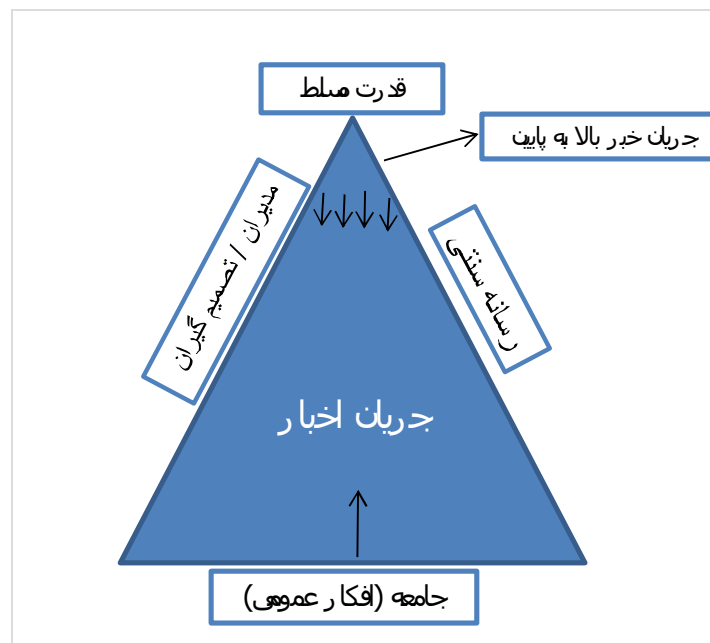 قدرت مسلط
جریان خبر بالا به پایین
مدیران / تصمیم گیران
رسانه سنتی
جریان اخبار
جامعه (افکار عمومی)